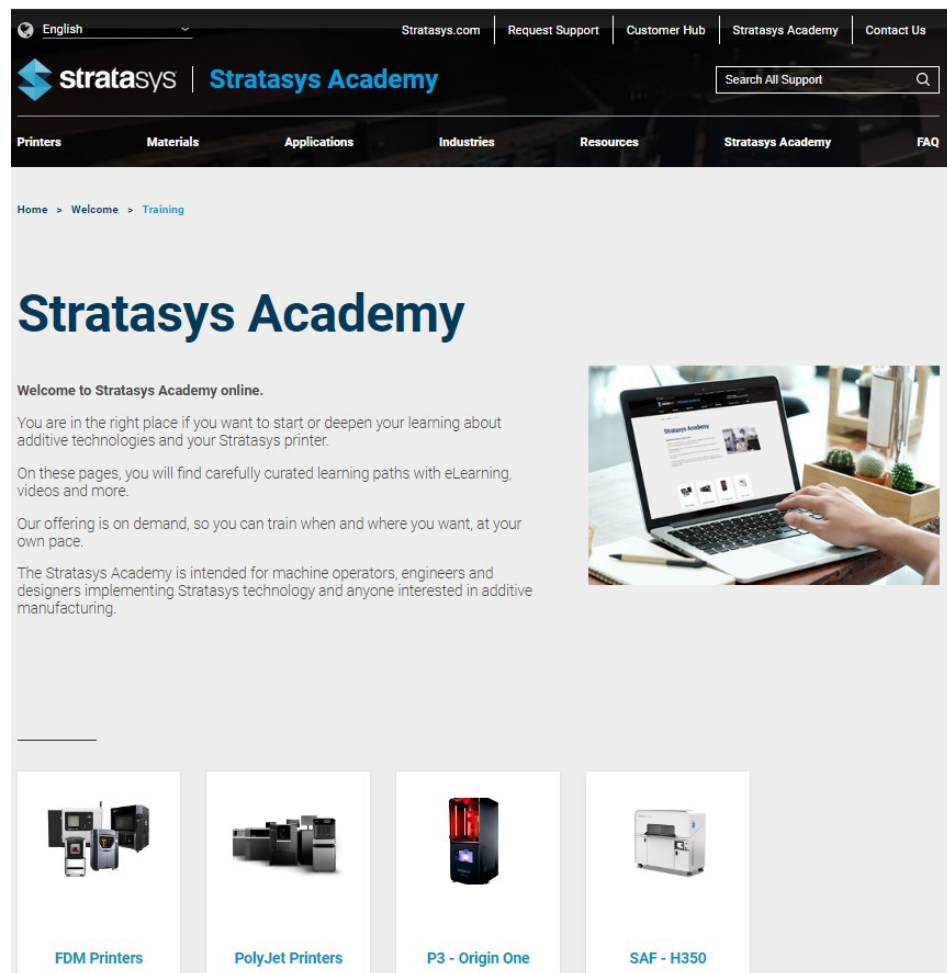 English
Stratasys.com
Request Support
Customer Hub
Stratasys Academy
Contact Us
stratasys
Stratasys Academy
Search All Support
Printers
Materials
Applications
Industries
Resources
Stratasys Academy
FAQ
Home > Welcome > Training
Stratasys Academy
Welcome to Stratasys Academy online.
You are in the right place if you want to start or deepen your learning about
additive technologies and your Stratasys printer.
On these pages, you will find carefully curated learning paths with eLearning,
videos and more.
Our offering is on demand, so you can train when and where you want, at your
own pace.
The Stratasys Academy is intended for machine operators, engineers and
designers implementing Stratasys technology and anyone interested in additive
manufacturing.
Stratasys Academy
FDM Printers
PolyJet Printers
P3 - Origin One
SAF - H350